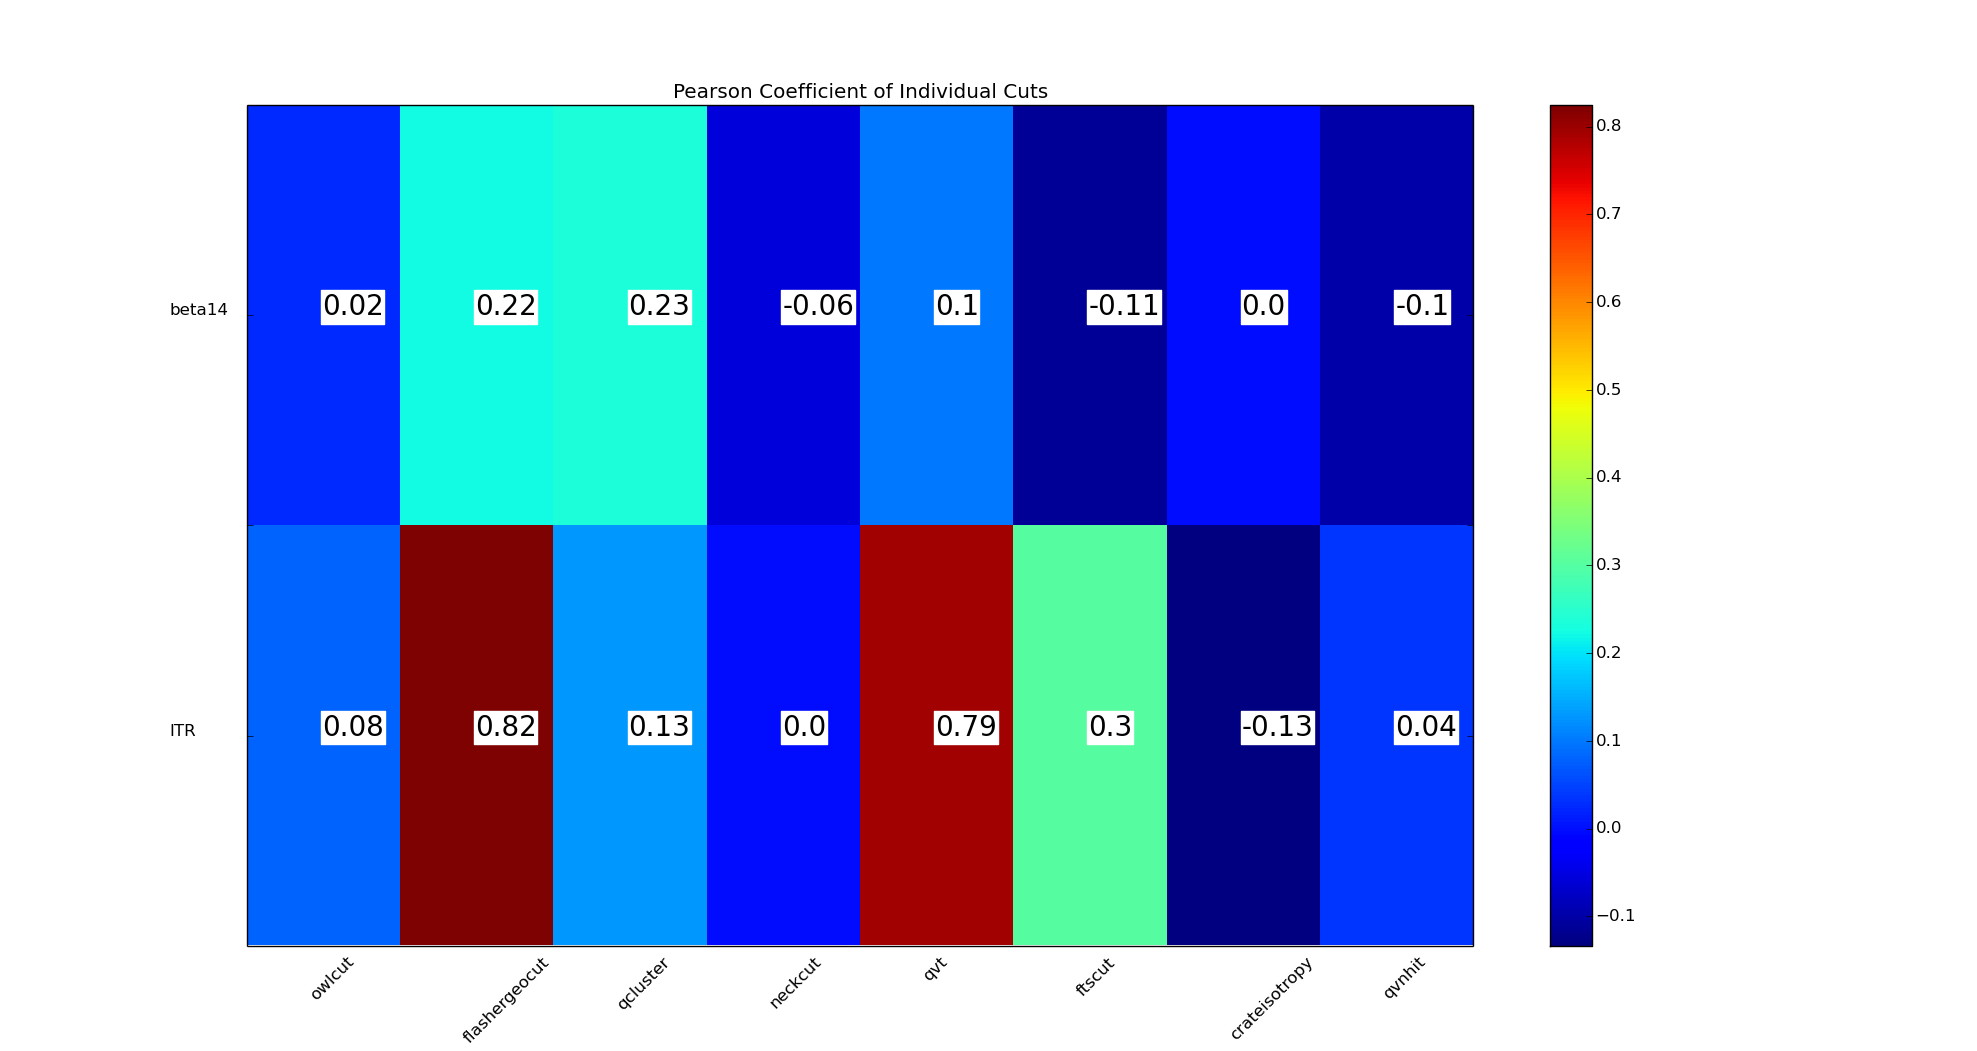 Pearson Coefficient of Individual Cuts
beta14
0.02
0.22
0.23
-0.06
0.1
-0.11
0.0
-0.1
ITR
0.08
0.82
0.13
0.0
0.79
0.3
-0.13
0.04
owlcut
flashergeocut
qcluster
neckcut
qvt
ftscut
crateisotropy
qvnhit
0.8
0.7
0.6
0.5
0.4
0.3
0.2
0.1
0.0
−0.1